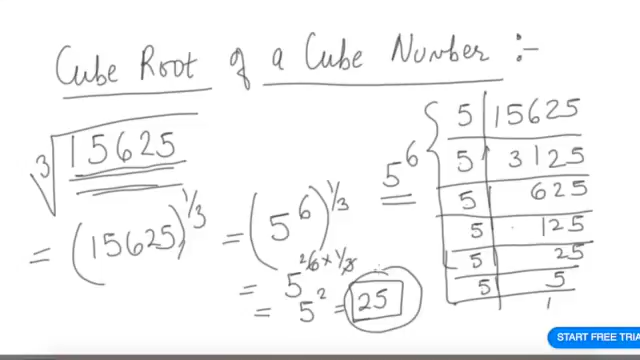 Cube Root of a Cube Number :-
∛15625
= (15625)^1/3 = (5^6)^1/3
= 5^6×1/3
= 5^2 = 25
5^6
5 | 15625
5 | 3125
5 | 625
5 | 125
5 | 25
5 | 5
1
START FREE TRIAL